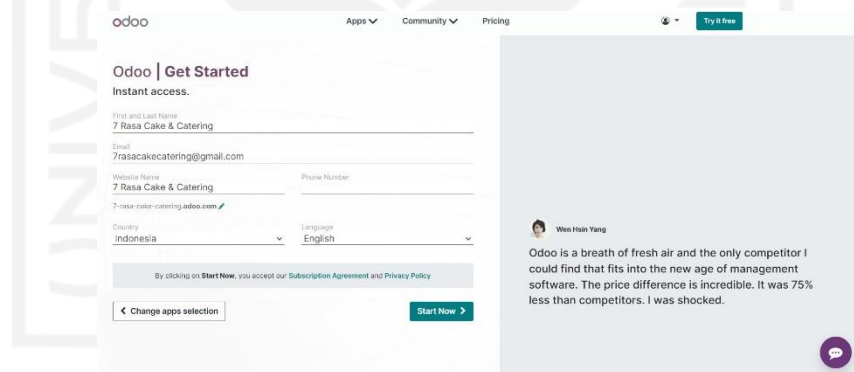 odoo
Apps Community Pricing
Try it free
Odoo | Get Started
Instant access.
First and Last Name
7 Rasa Cake & Catering
Email
7rasacakecatering@gmail.com
Website Name Phone Number
7 Rasa Cake & Catering
7-rasa-cake-catering.odoo.com
Country Language
Indonesia English
By clicking on Start Now, you accept our Subscription Agreement and Privacy Policy
Change apps selection Start Now
Wen Hsin Yang
Odoo is a breath of fresh air and the only competitor I
could find that fits into the new age of management
software. The price difference is incredible. It was 75%
less than competitors. I was shocked.